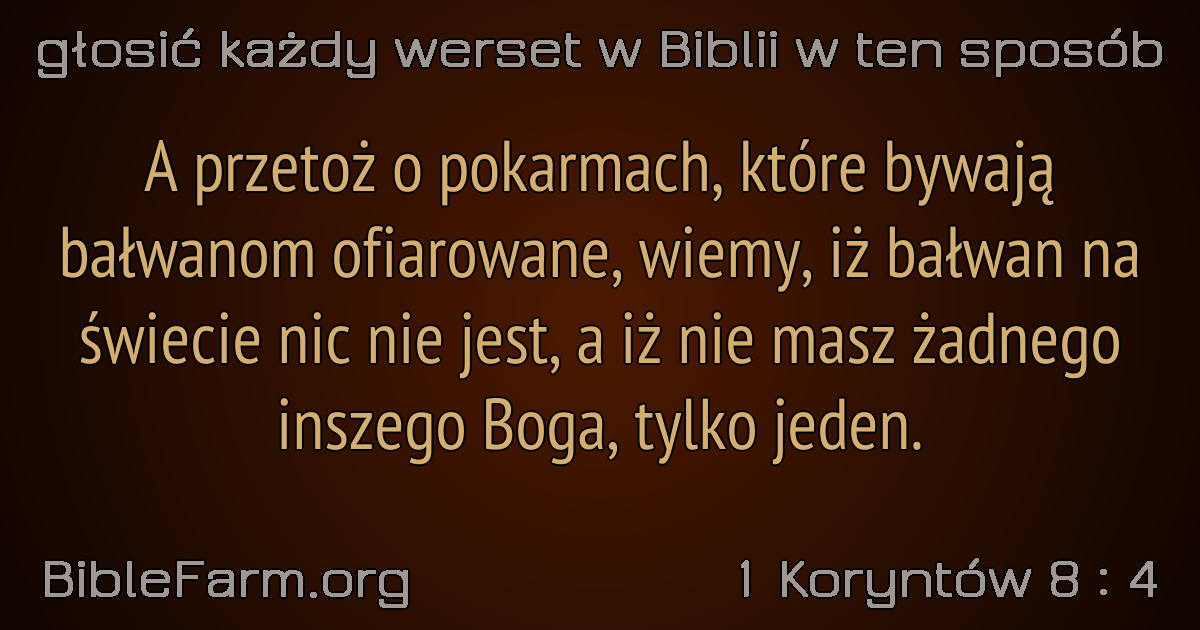 głosić każdy werset w Biblii w ten sposób
A przetoż o pokarmach, które bywają
bałwanom ofiarowane, wiemy, iż bałwan na
świecie nic nie jest, a iż nie masz żadnego
inszego Boga, tylko jeden.
BibleFarm.org
1 Koryntów 8 : 4